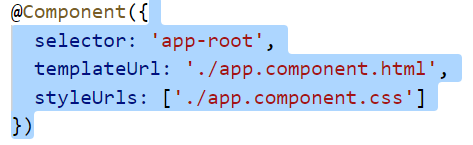 @Component({
  selector: 'app-root',
  templateUrl: './app.component.html',
  styleUrls: ['./app.component.css']
})